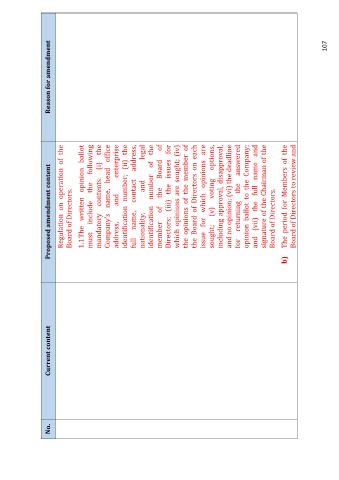 107
No.
Current content
Proposed amendment content
Reason for amendment
Regulation on operation of the
Board of Directors.
1.1 The written opinion ballot
must include the following
mandatory contents: (i) the
Company's name, head office
address, and enterprise
identification number; (ii) the
full name, contact address,
nationality, and legal
identification number of the
member of the Board of
Directors; (iii) the issues for
which opinions are sought; (iv)
the opinions of the member of
the Board of Directors on each
issue for which opinions are
sought; (v) voting options,
including approval, disapproval,
and no opinion; (vi) the deadline
for returning the answered
opinion ballot to the Company;
and (vii) the full name and
signature of the Chairman of the
Board of Directors.
b) The period for Members of the
Board of Directors to review and